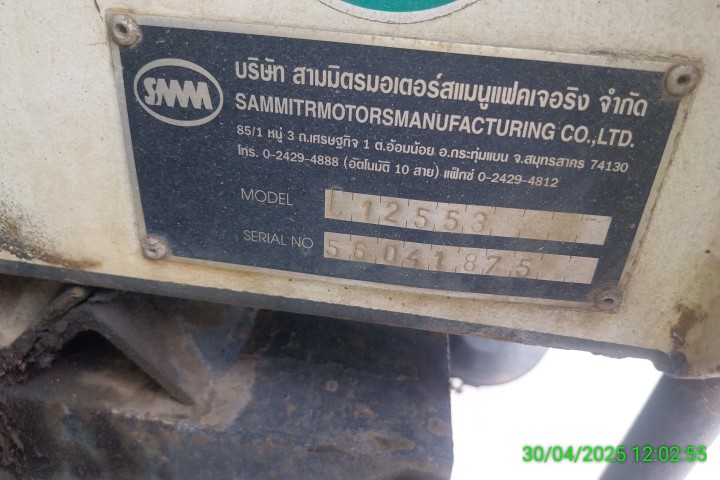 SMM
บริษัท สามมิตรมอเตอร์สแมนูแฟคเจอริง จำกัด
SAMMITRMOTORSMANUFACTURING CO.,LTD.
85/1 หมู่ 3 ถ.เศรษฐกิจ 1 ต.อ้อมน้อย อ.กระทุ่มแบน จ.สมุทรสาคร 74130
โทร. 0-2429-4888 (อัตโนมัติ 10 สาย) แฟ็กซ์ 0-2429-4812
MODEL L12553
SERIAL NO 56041875
30/04/2025 12:02:55